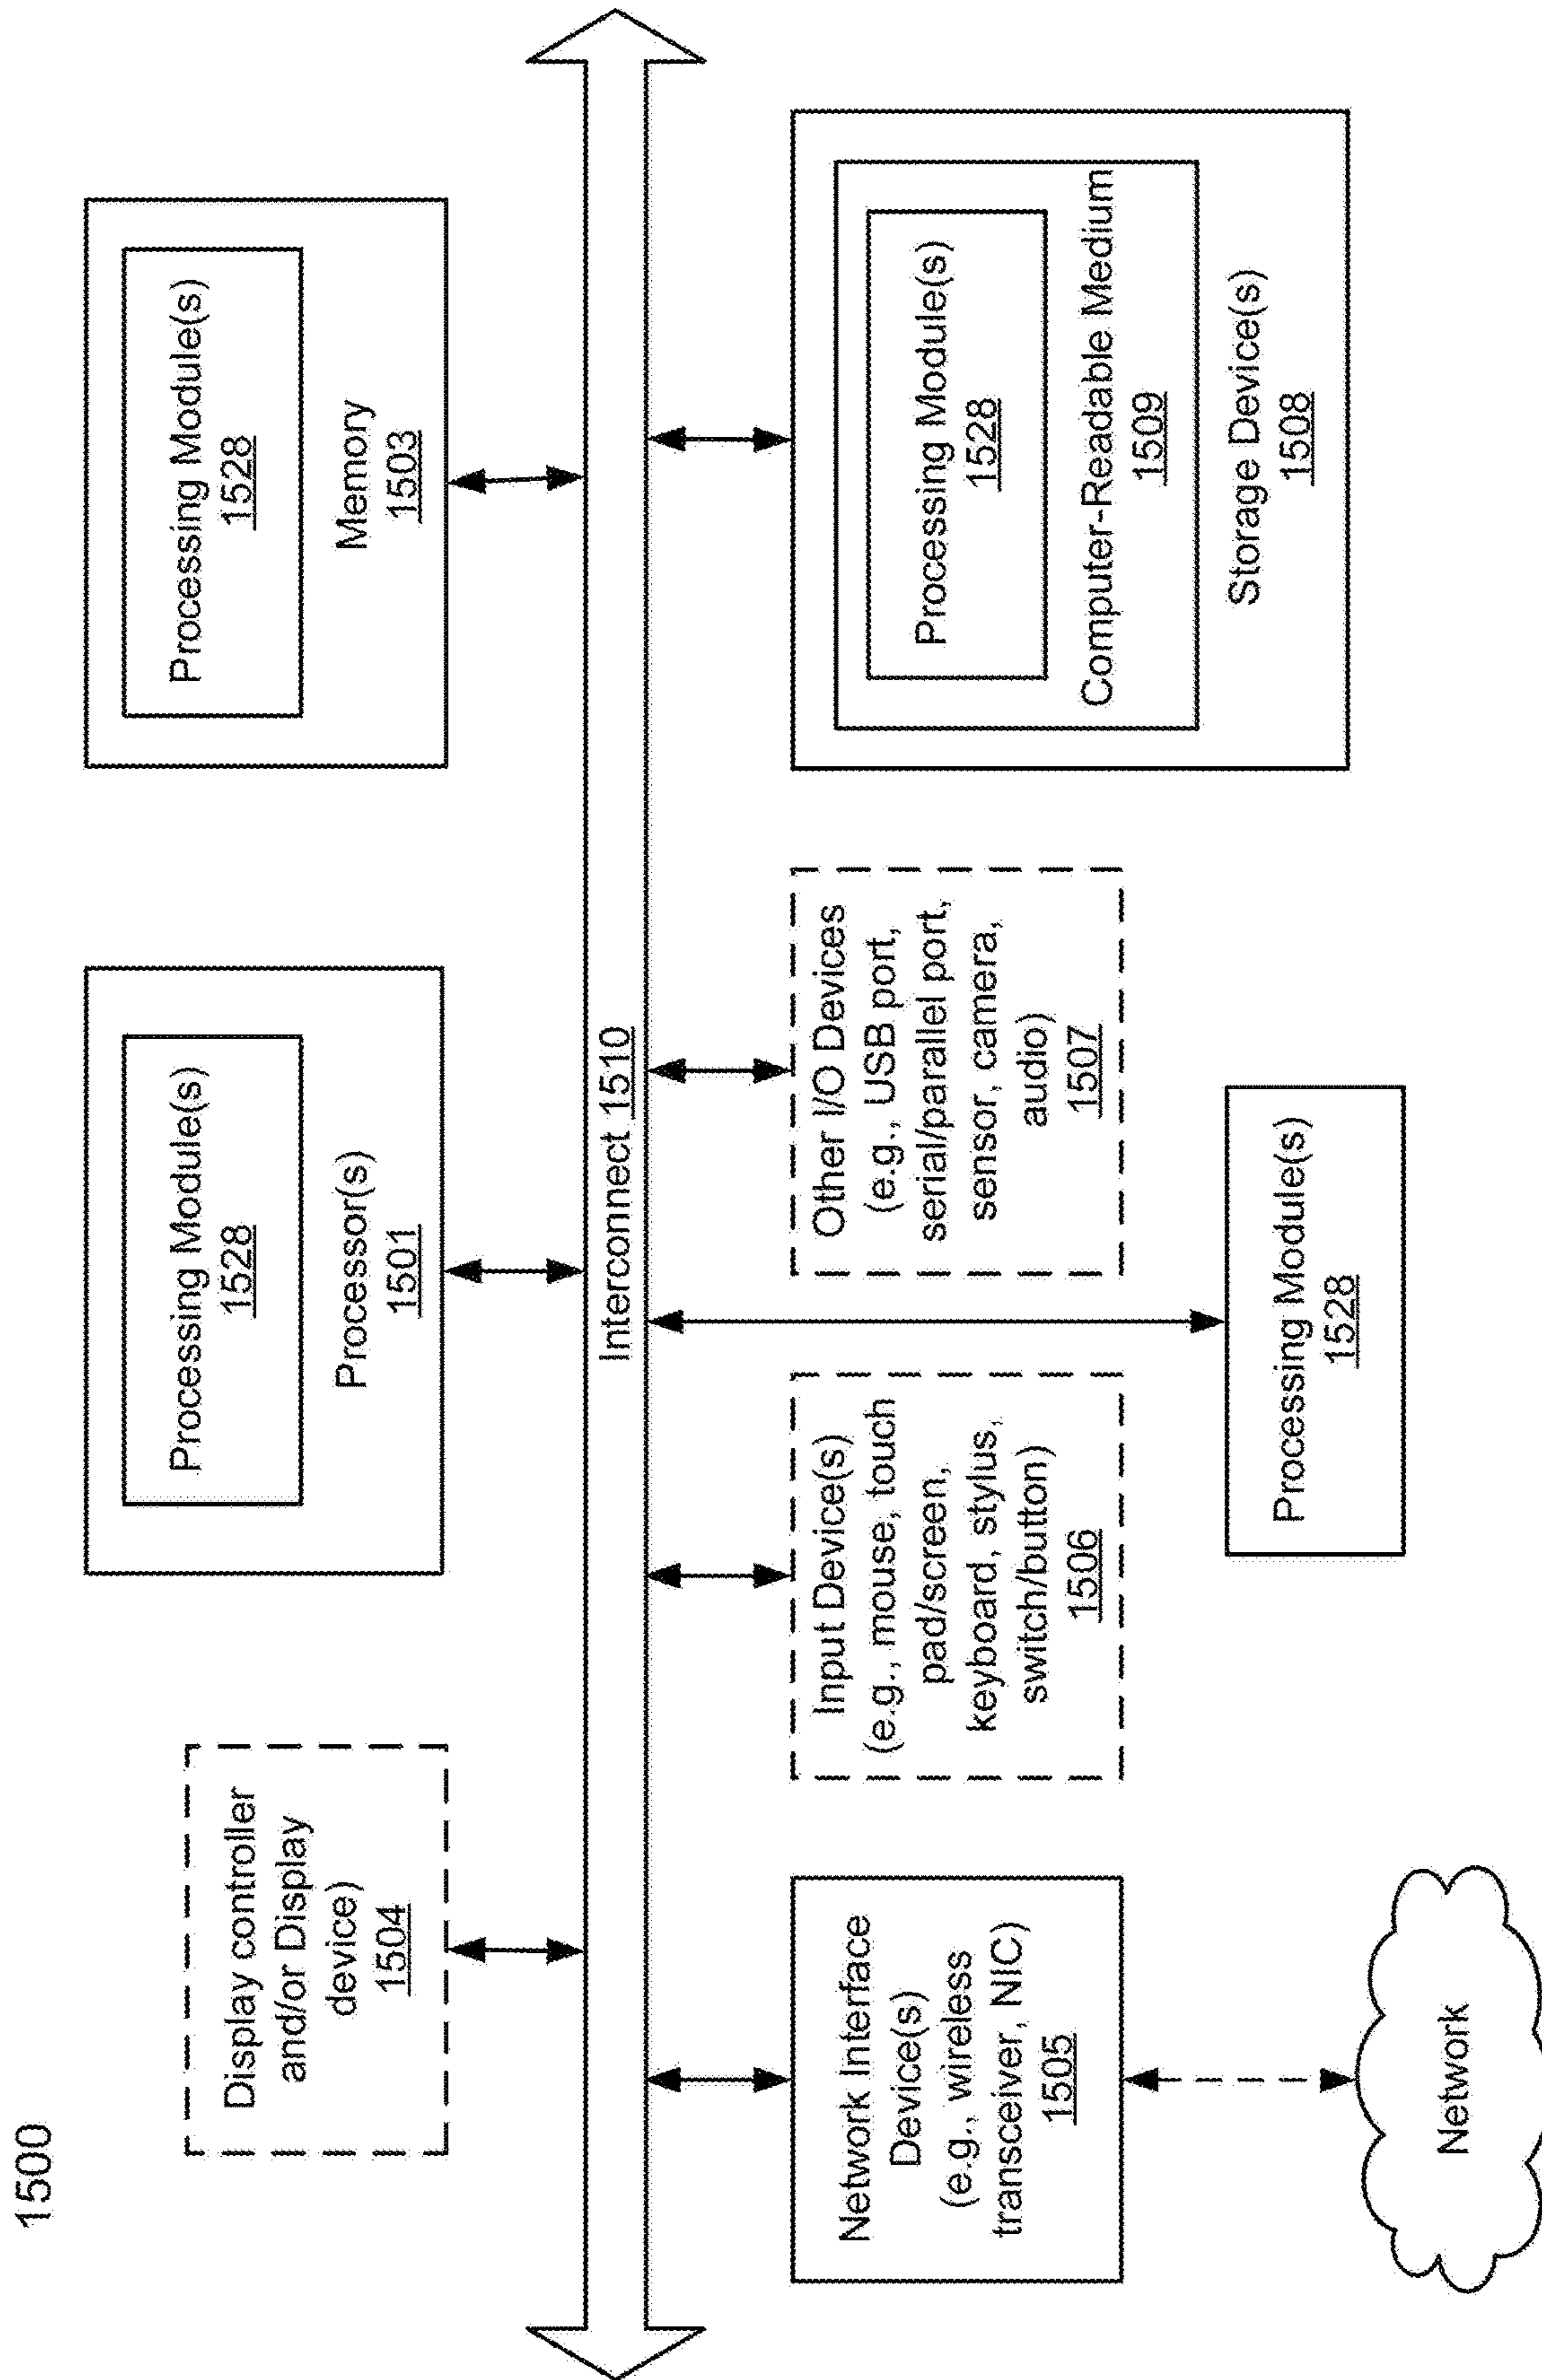 1500
Display controller
and/or Display
device)
1504
Processing Module(s)
1528
Processor(s)
1501
Processing Module(s)
1528
Memory
1503
Interconnect 1510
Network Interface
Device(s)
(e.g., wireless
transceiver, NIC)
1505
Input Device(s)
(e.g., mouse, touch
pad/screen,
keyboard, stylus,
switch/button)
1506
Other I/O Devices
(e.g., USB port,
serial/parallel port,
sensor, camera,
audio)
1507
Processing Module(s)
1528
Computer-Readable Medium
1509
Storage Device(s)
1508
Network
Processing Module(s)
1528